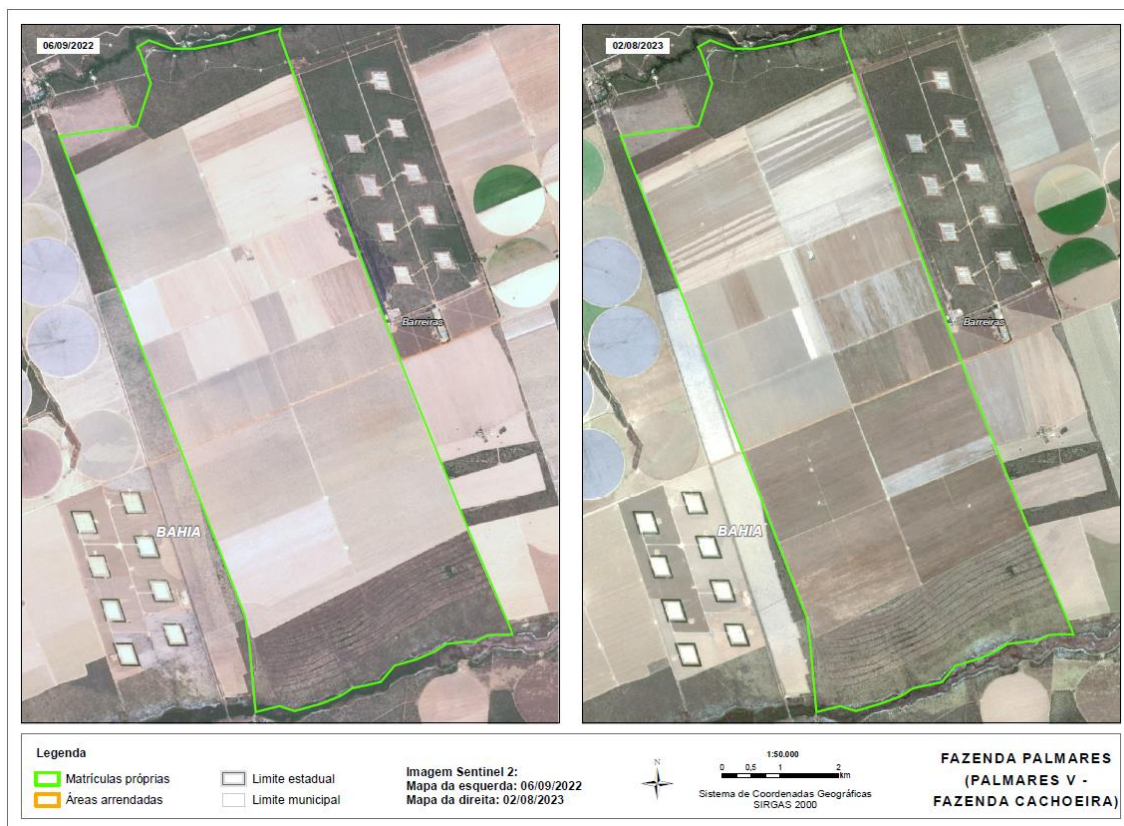 06/09/2022
02/08/2023
Barreiras
Barreiras
BAHIA
BAHIA
Legenda
Matrículas próprias
Áreas arrendadas
Limite estadual
Limite municipal
Imagem Sentinel 2:
Mapa da esquerda: 06/09/2022
Mapa da direita: 02/08/2023
N
1:50.000
0 0,5 1 2
km
Sistema de Coordenadas Geográficas
SIRGAS 2000
FAZENDA PALMARES
(PALMARES V -
FAZENDA CACHOEIRA)